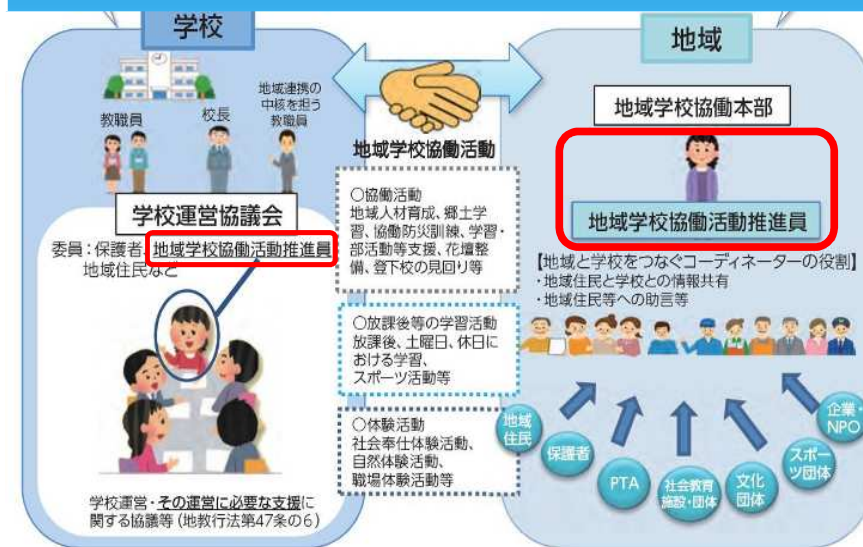 学校
教職員
校長
地域連携の
中核を担う
教職員
学校運営協議会
委員：保護者、地域学校協働活動推進員
地域住民など
学校運営・その運営に必要な支援に
関する協議等（地教行法第47条の6）
地域学校協働活動
○協働活動
地域人材育成、郷土学
習、協働防災訓練、学習・
部活動等支援、花壇整
備、登下校の見回り等
○放課後等の学習活動
放課後、土曜日、休日に
おける学習、
スポーツ活動等
○体験活動
社会奉仕体験活動、
自然体験活動、
職場体験活動等
地域
地域学校協働本部
地域学校協働活動推進員
【地域と学校をつなぐコーディネーターの役割】
・地域住民と学校との情報共有
・地域住民等への助言等
地域
住民
保護者
PTA
社会教育
施設・団体
文化
団体
スポー
ツ団体
企業
NPO